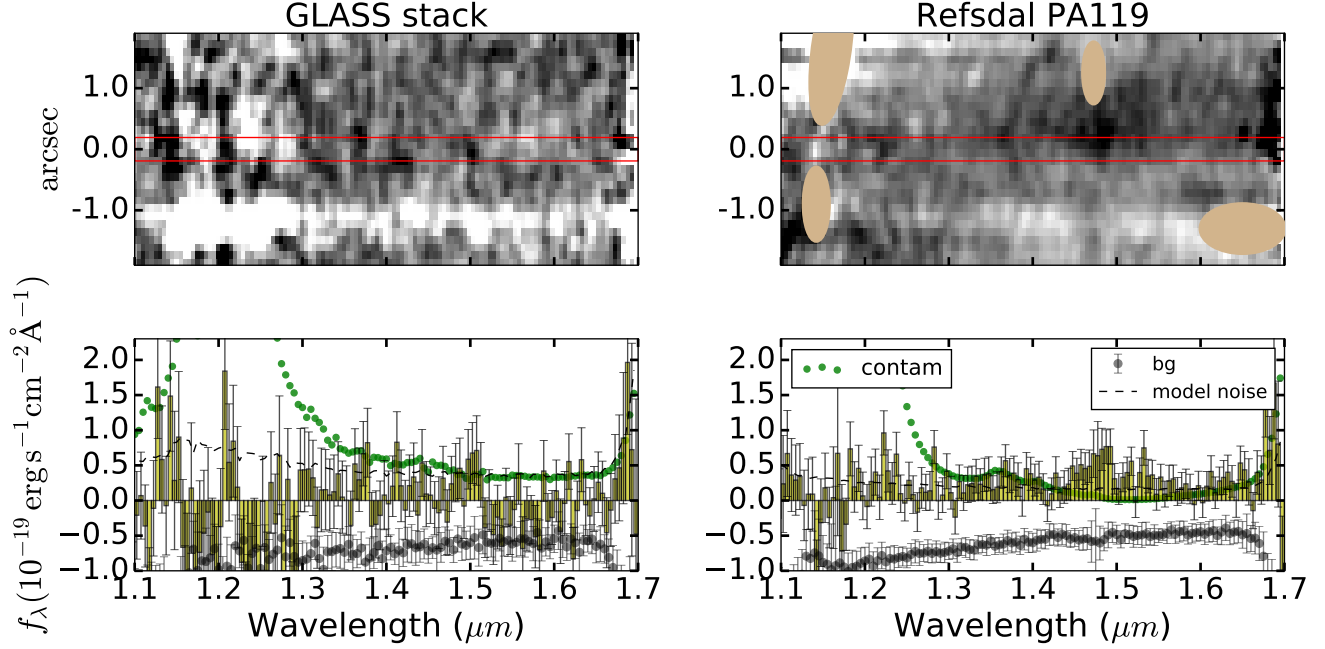 GLASS stack
Refsdal PA119
arcsec
1.0
0.0
-1.0
1.0
0.0
-1.0
f_λ(10⁻¹⁹ erg s⁻¹cm⁻²Å⁻¹)
2.0
1.5
1.0
0.5
0.0
−0.5
−1.0
1.1 1.2 1.3 1.4 1.5 1.6 1.7
Wavelength (μm)
2.0
1.5
1.0
0.5
0.0
−0.5
−1.0
contam
bg
model noise
1.1 1.2 1.3 1.4 1.5 1.6 1.7
Wavelength (μm)